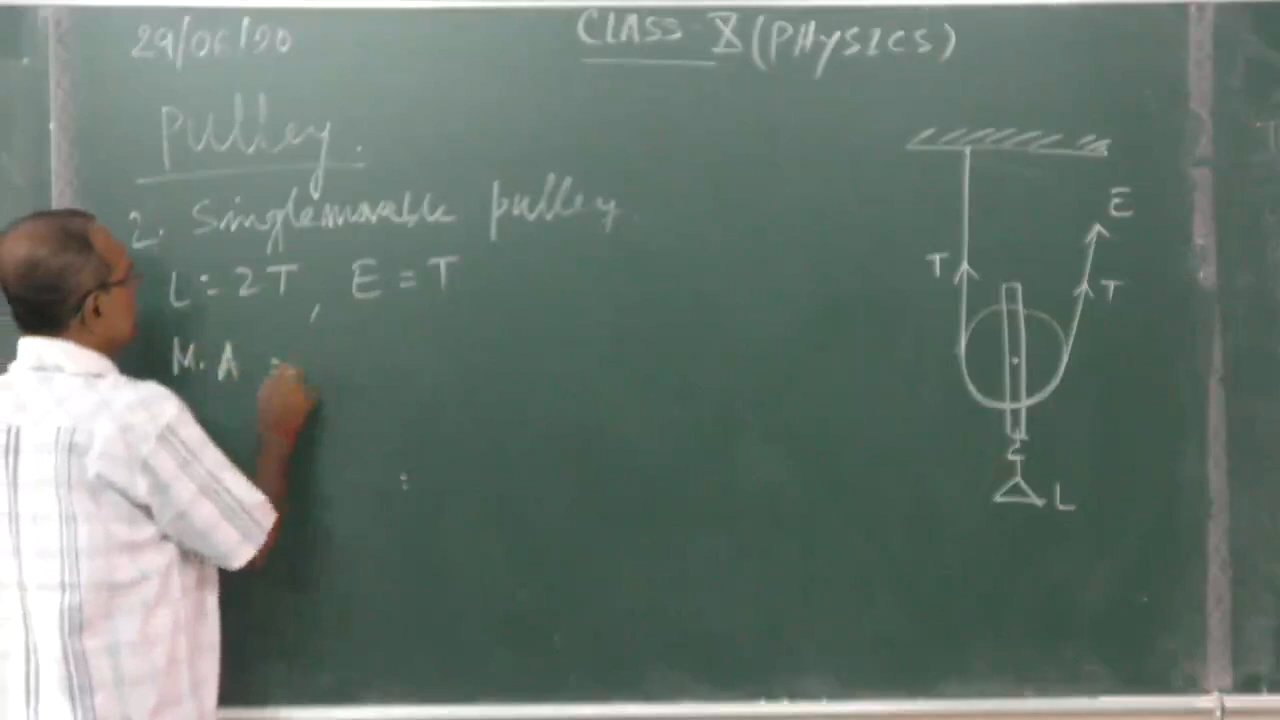 29/06/20
CLASS-X (PHYSICS)
Pulley.
2. Single movable pulley.
L = 2T, E = T
M.A =
E
T
T
L